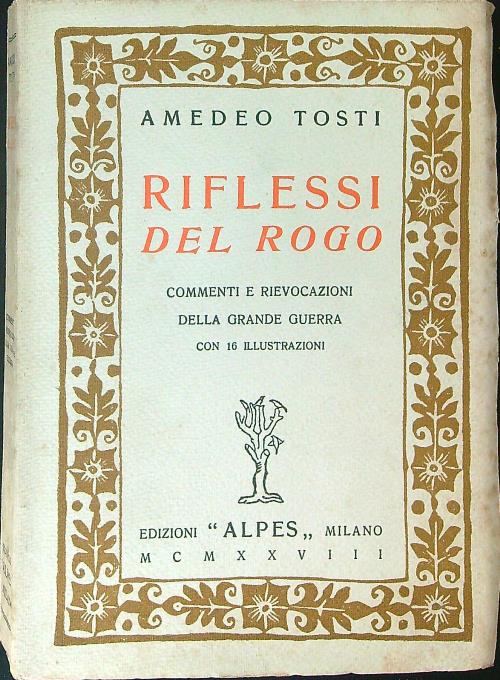 AMEDEO TOSTI
RIFLESSI
DEL ROGO
COMMENTI E RIEVOCAZIONI
DELLA GRANDE GUERRA
CON 16 ILLUSTRAZIONI
EDIZIONI “ALPES„ MILANO
MCMXXVIII